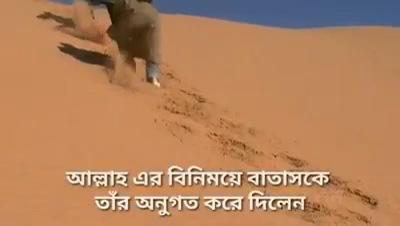 আল্লাহ এর বিনিময়ে বাতাসকে
তাঁর অনুগত করে দিলেন